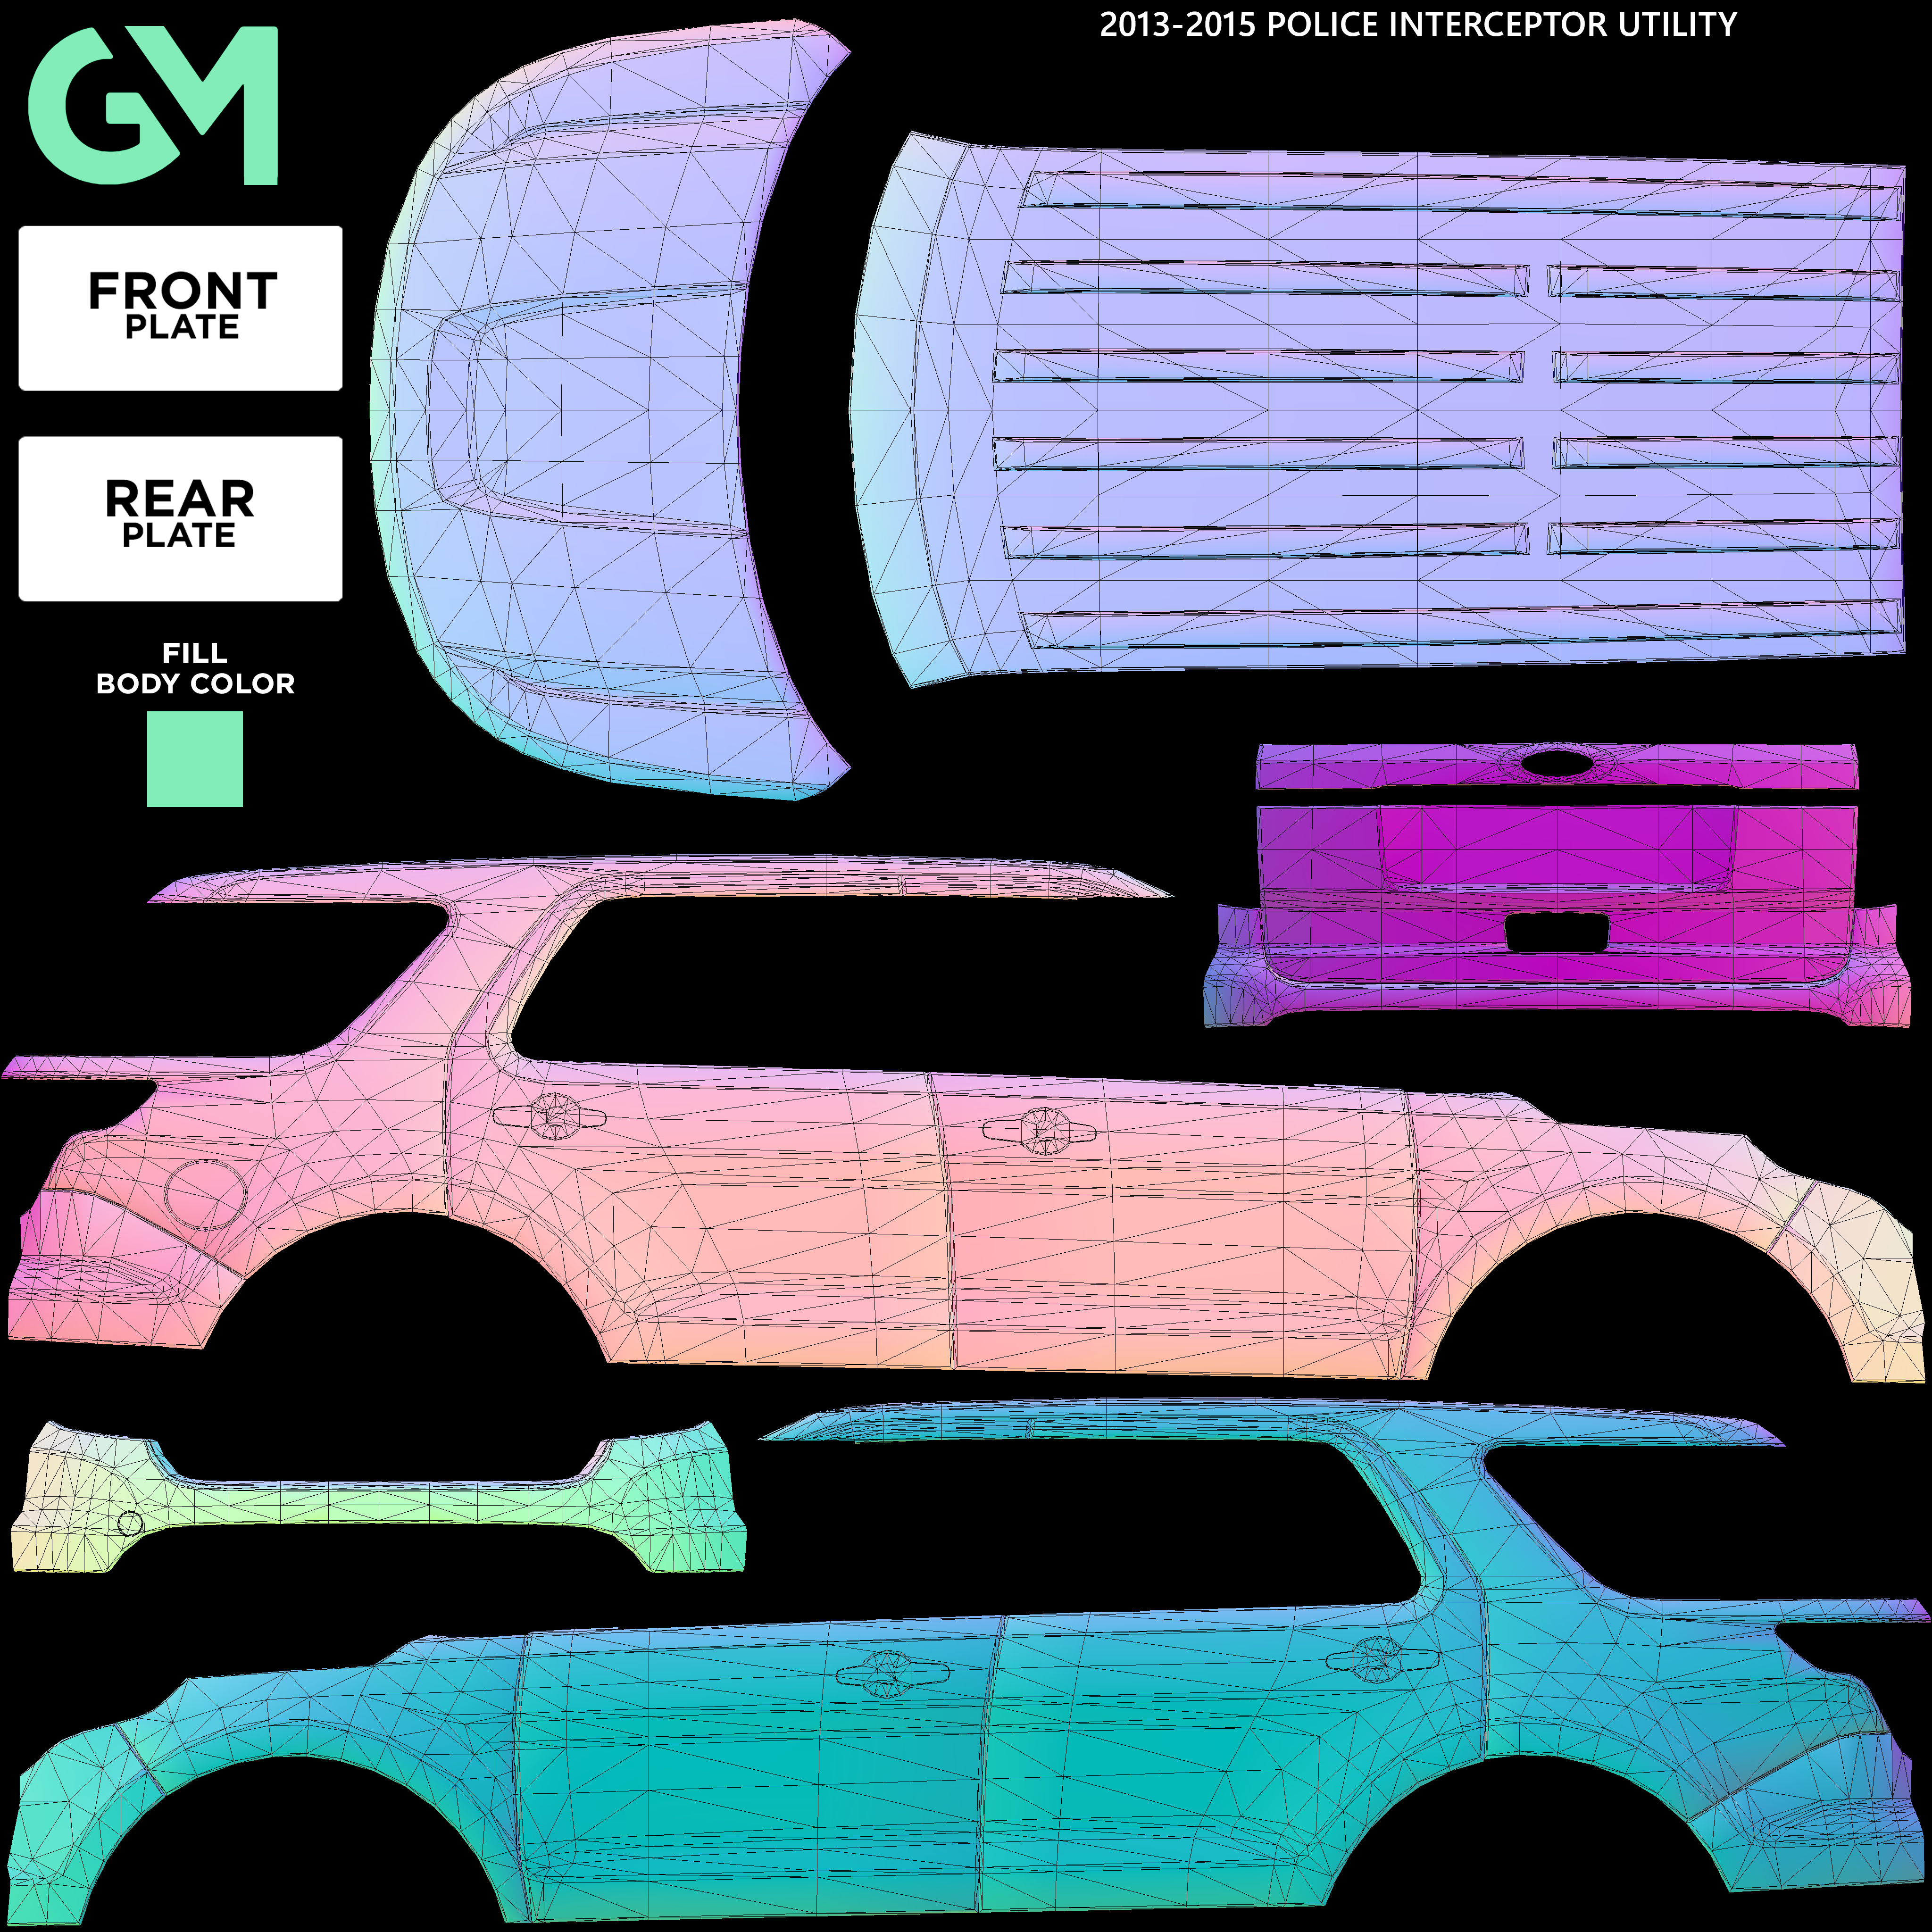 GM
2013-2015 POLICE INTERCEPTOR UTILITY
FRONT
PLATE
REAR
PLATE
FILL
BODY COLOR